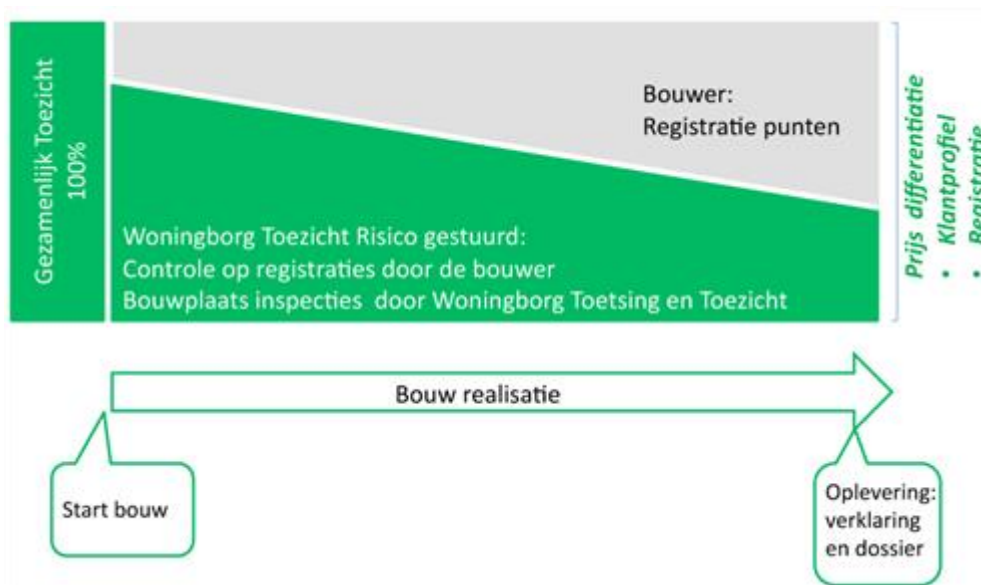 Gezamenlijk Toezicht
100%
Bouwer:
Registratie punten
Woningborg Toezicht Risico gestuurd:
Controle op registraties door de bouwer
Bouwplaats inspecties door Woningborg Toetsing en Toezicht
Prijs differentiatie
• Klantprofiel
• Registratie
Bouw realisatie
Start bouw
Oplevering:
verklaring
en dossier